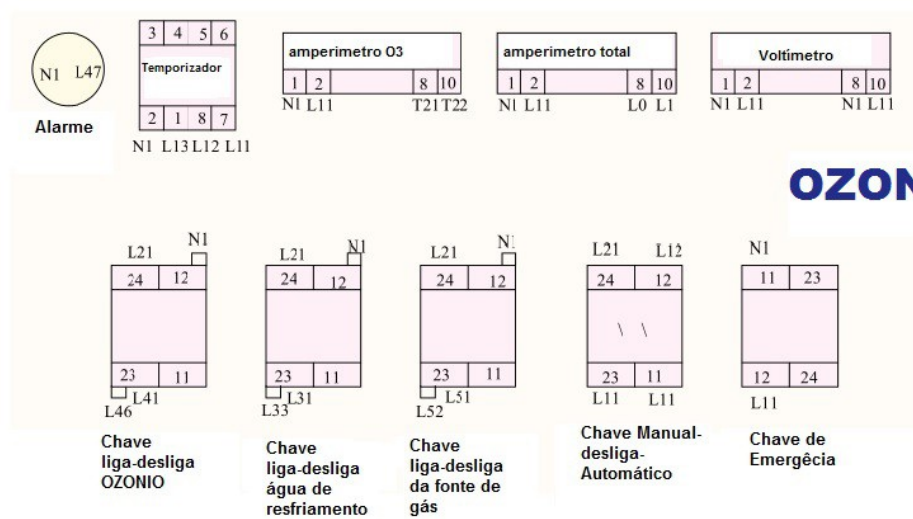 N1 L47
Alarme
3 4 5 6
Temporizador
2 1 8 7
N1 L13 L12 L11
amperimetro O3
1 2 8 10
N1 L11 T21 T22
amperimetro total
1 2 8 10
N1 L11 L0 L1
Voltímetro
1 2 8 10
N1 L11 N1 L11
OZON
L21 N1
24 12
23 11
L46 L41
Chave
liga-desliga
OZONIO
L21 N1
24 12
23 11
L33 L31
Chave
liga-desliga
água de
resfriamento
L21 N1
24 12
23 11
L52 L51
Chave
liga-desliga
da fonte de
gás
L21 L12
24 12
\ \
23 11
L11 L11
Chave Manual-
desliga-
Automático
N1
11 23
12 24
L11
Chave de
Emergêcia